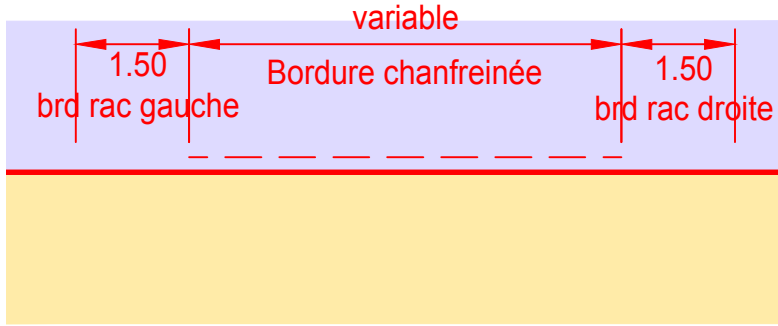 variable
1.50
Bordure chanfreinée
1.50
brd rac gauche
brd rac droite